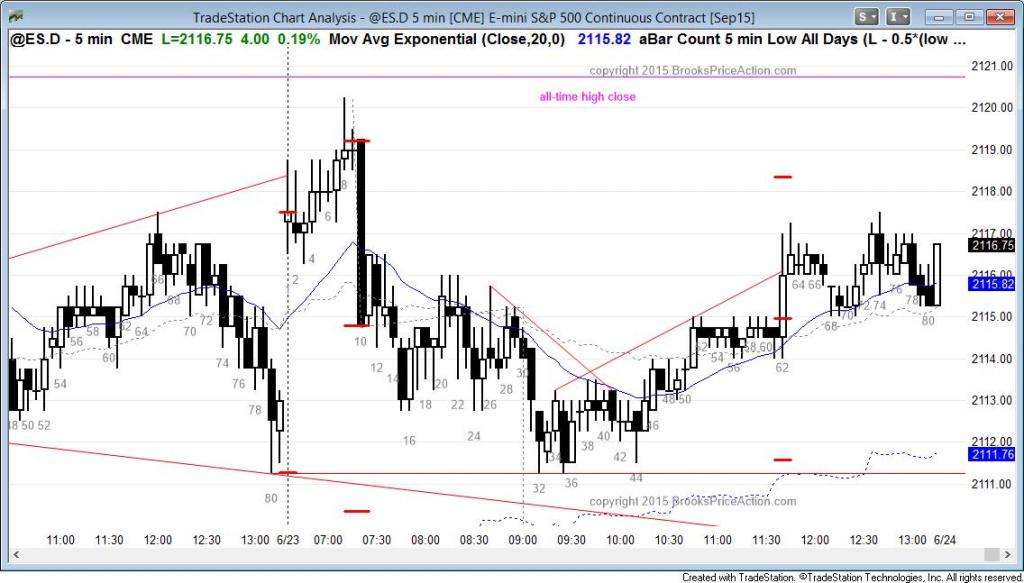 TradeStation Chart Analysis - @ES.D 5 min [CME] E-mini S&P 500 Continuous Contract [Sep15]
S I
@ES.D - 5 min CME L=2116.75 4.00 0.19% Mov Avg Exponential (Close,20,0) 2115.82 aBar Count 5 min Low All Days (L - 0.5*(low ...
copyright 2015 BrooksPriceAction.com
2121.00
all-time high close
2120.00
2119.00
8
2118.00
6
2117.00
4
2116.75
66 2 64 66 2116.00
68 76 2115.82
62 78
56 58 64 70 72 68 70 72 74 80 2115.00
10 52 58 60
60 54
74 12 56 62 2114.00
54 76 14 20 28 30
78 18 22 26 48 50 2113.00
48 50 52 46
16 24 38 40
34 42 2112.00
2111.76
32 36 44
80 2111.00
copyright 2015 BrooksPriceAction.com
11:00 11:30 12:00 12:30 13:00 6/23 07:00 07:30 08:00 08:30 09:00 09:30 10:00 10:30 11:00 11:30 12:00 12:30 13:00 6/24
Created with TradeStation. ©TradeStation Technologies, Inc. All rights reserved.